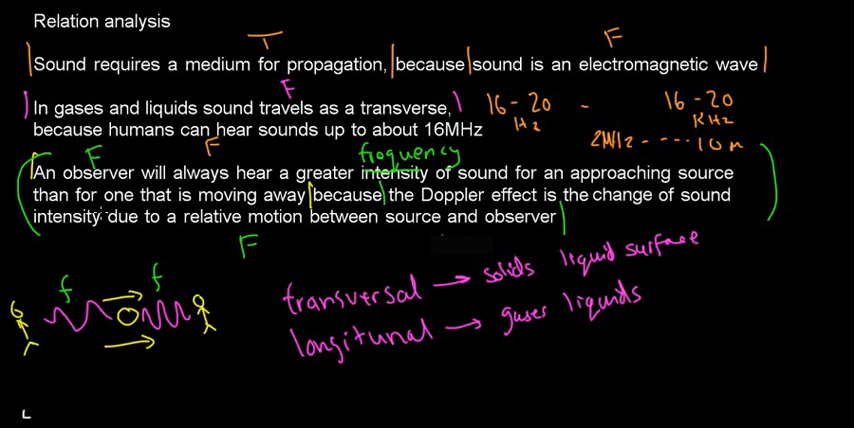 Relation analysis
T F
Sound requires a medium for propagation, because sound is an electromagnetic wave
F
In gases and liquids sound travels as a transverse, 16-20 Hz - 16-20 KHz
because humans can hear sounds up to about 16MHz 2MHz ----- 10 m
F F frequency
An observer will always hear a greater intensity of sound for an approaching source
than for one that is moving away because the Doppler effect is the change of sound
intensity due to a relative motion between source and observer
F
f f
transversal → solids liquid surface
longitunal → gases liquids